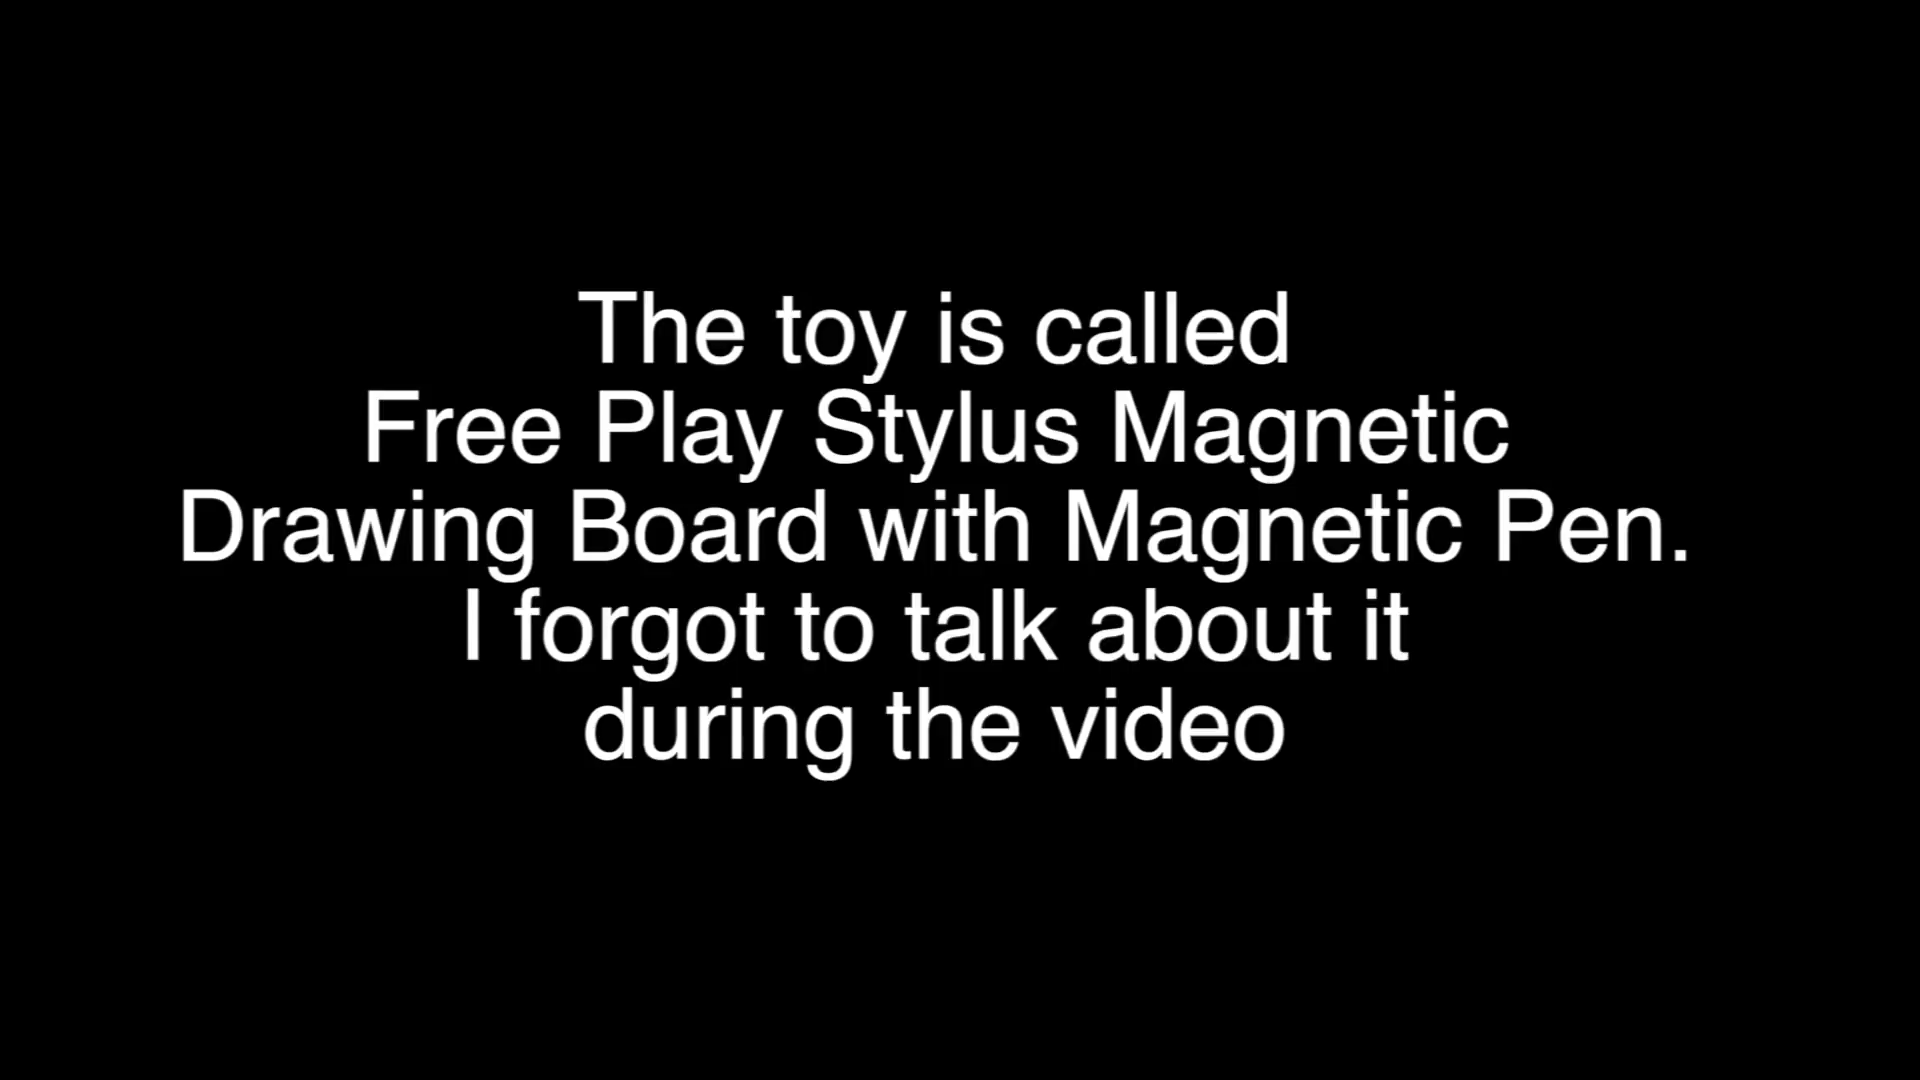 The toy is called
Free Play Stylus Magnetic
Drawing Board with Magnetic Pen.
I forgot to talk about it
during the video